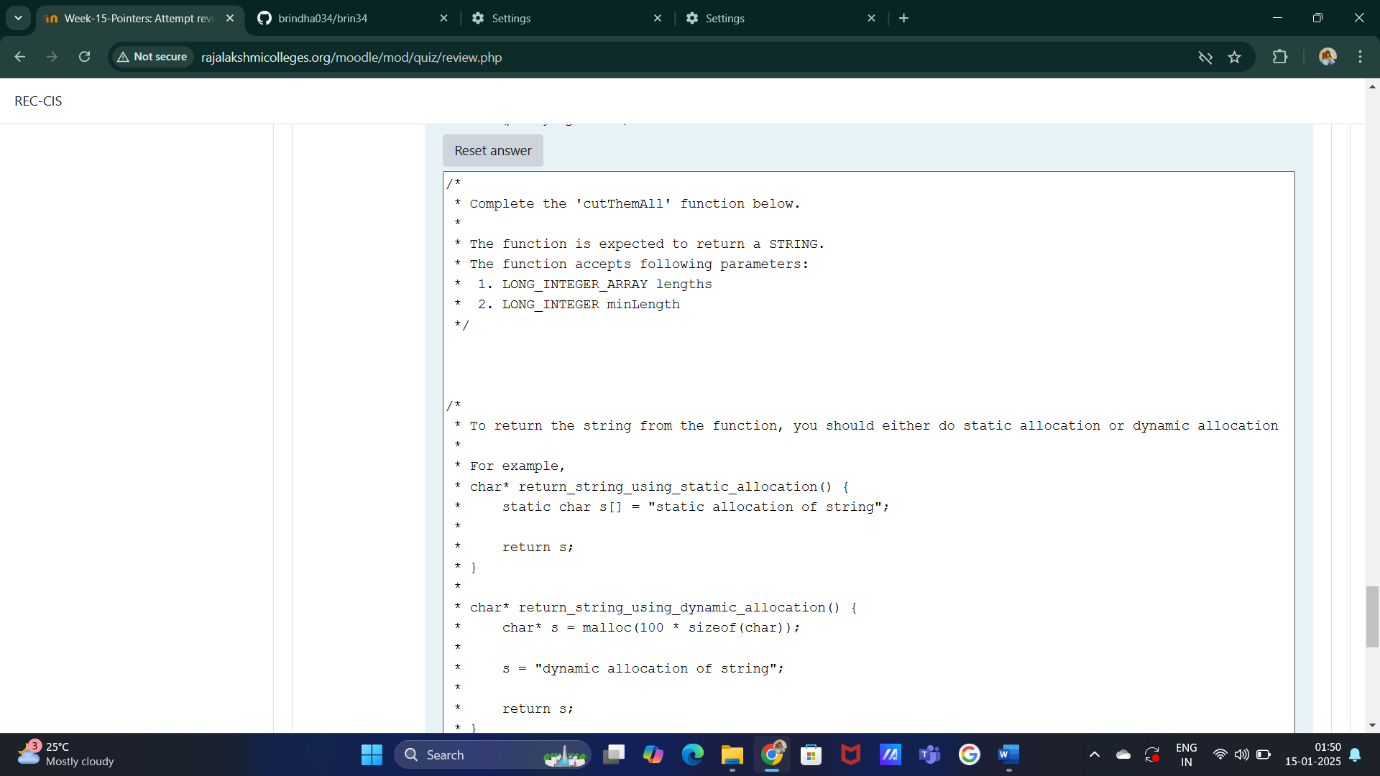 Week-15-Pointers: Attempt revi
brindha034/brin34
Settings
Settings
Not secure
rajalakshmicolleges.org/moodle/mod/quiz/review.php
REC-CIS
Reset answer
/*
* Complete the 'cutThemAll' function below.
*
* The function is expected to return a STRING.
* The function accepts following parameters:
*  1. LONG_INTEGER_ARRAY lengths
*  2. LONG_INTEGER minLength
*/
/*
* To return the string from the function, you should either do static allocation or dynamic allocation
*
* For example,
* char* return_string_using_static_allocation() {
*     static char s[] = "static allocation of string";
*
*     return s;
* }
*
* char* return_string_using_dynamic_allocation() {
*     char* s = malloc(100 * sizeof(char));
*
*     s = "dynamic allocation of string";
*
*     return s;
* }
3
25°C
Mostly cloudy
Search
ENG
IN
01:50
15-01-2025